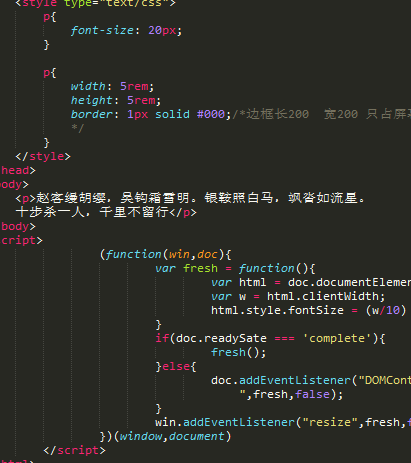 <style type="text/css">
p{
font-size: 20px;
}
p{
width: 5rem;
height: 5rem;
border: 1px solid #000;/*边框长200 宽200 只占屏幕
*/
}
</style>
head>
body>
<p>赵客缦胡缨，吴钩霜雪明。银鞍照白马，飒沓如流星。
十步杀一人，千里不留行</p>
body>
cript>
(function(win,doc){
var fresh = function(){
var html = doc.documentElemen
var w = html.clientWidth;
html.style.fontSize = (w/10)
}
if(doc.readySate === 'complete'){
fresh();
}else{
doc.addEventListener("DOMCont
",fresh,false);
}
win.addEventListener("resize",fresh,f
})(window,document)
</script>
html>